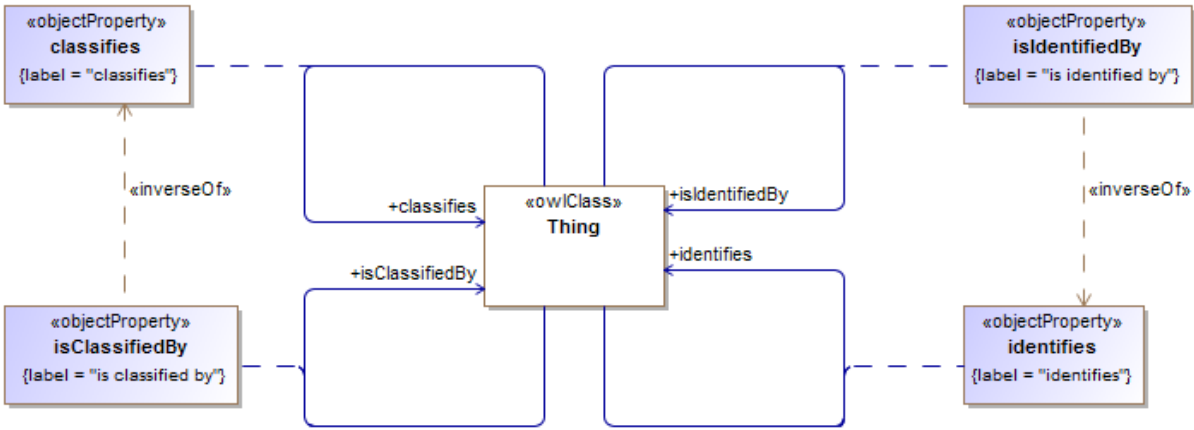 «objectProperty»
classifies
{label = "classifies"}
«objectProperty»
isIdentifiedBy
{label = "is identified by"}
«inverseOf»
«inverseOf»
+classifies
«owlClass»
Thing
+isIdentifiedBy
+isClassifiedBy
+identifies
«objectProperty»
isClassifiedBy
{label = "is classified by"}
«objectProperty»
identifies
{label = "identifies"}